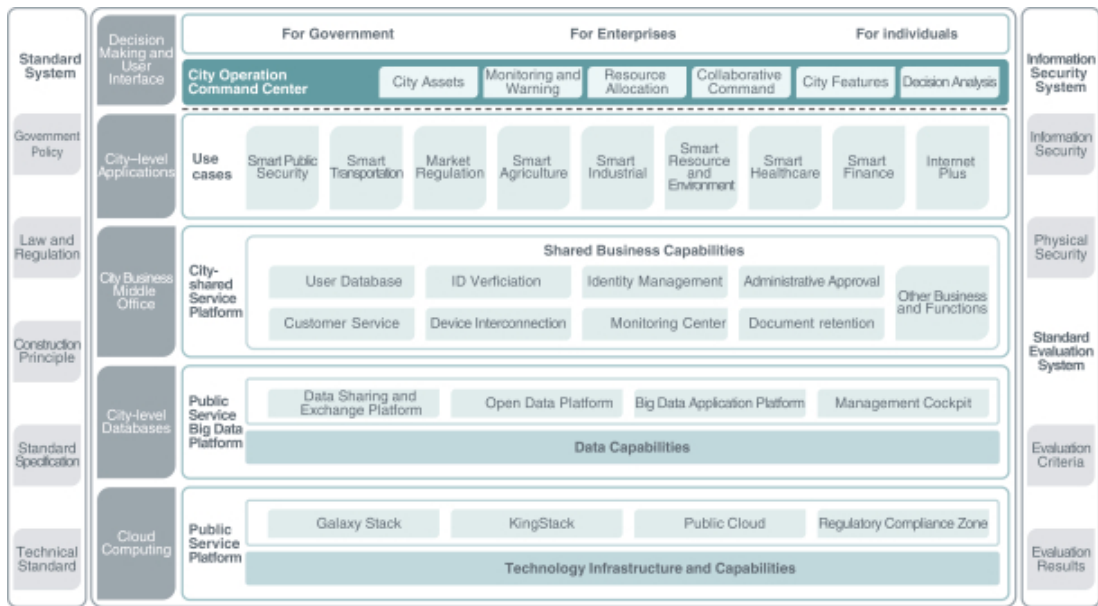 Standard
System
Government
Policy
Law and
Regulation
Construction
Principle
Standard
Specification
Technical
Standard
Decision
Making and
User
Interface
For Government
For Enterprises
For individuals
City Operation
Command Center
City Assets
Monitoring and
Warning
Resource
Allocation
Collaborative
Command
City Features
Decision Analysis
City–level
Applications
Use
cases
Smart Public
Security
Smart
Transportation
Market
Regulation
Smart
Agriculture
Smart
Industrial
Smart
Resource
and
Environment
Smart
Healthcare
Smart
Finance
Internet
Plus
City Business
Middle
Office
City-
shared
Service
Platform
Shared Business Capabilities
User Database
ID Verficiation
Identity Management
Administrative Approval
Other Business
and Functions
Customer Service
Device Interconnection
Monitoring Center
Document retention
City-level
Databases
Public
Service
Big Data
Platform
Data Sharing and
Exchange Platform
Open Data Platform
Big Data Application Platform
Management Cockpit
Data Capabilities
Cloud
Computing
Public
Service
Platform
Galaxy Stack
KingStack
Public Cloud
Regulatory Compliance Zone
Technology Infrastructure and Capabilities
Information
Security
System
Information
Security
Physical
Security
Standard
Evaluation
System
Evaluation
Criteria
Evaluation
Results